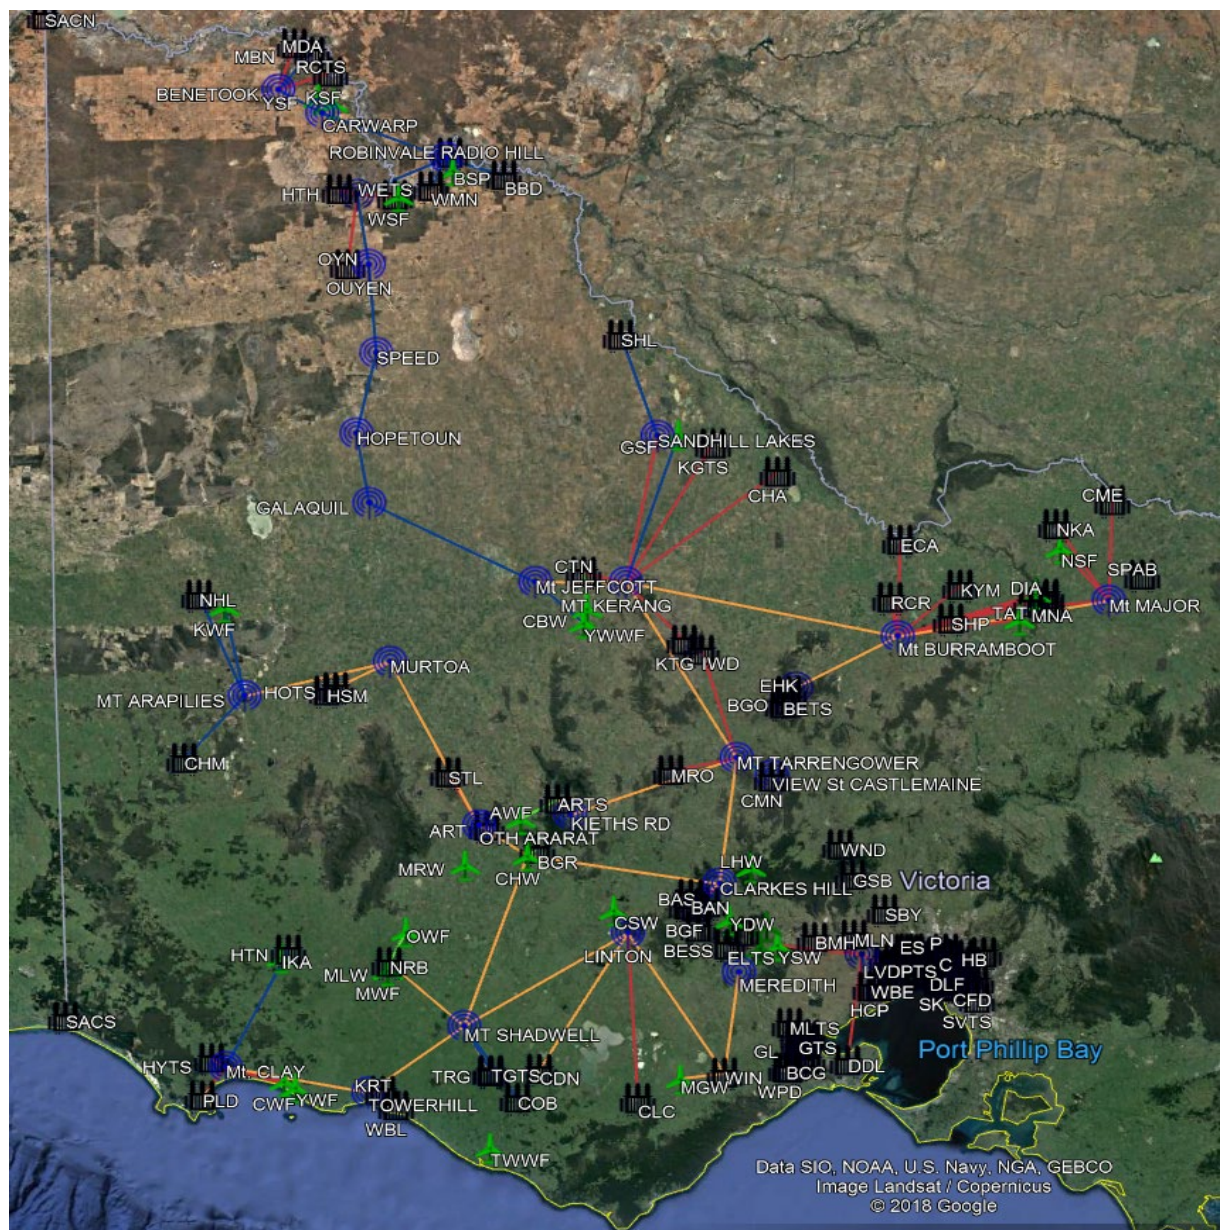 SACN
MDA
MBN
RCTS
BENETOOK
YSF
KSF
CARWARP
ROBINVALE RADIO HILL
HTH
WETS
BSP
BBD
WMN
WSF
OYN
OUYEN
SHL
SPEED
HOPETOUN
GSF
SANDHILL LAKES
KGTS
CHA
GALAQUIL
CME
NKA
ECA
NSF
CTN
Mt JEFFCOTT
SPAB
NHL
MT KERANG
RCR
KYM
DIA
Mt MAJOR
KWF
CBW
YWWF
SHP
TAT
MNA
Mt BURRAMBOOT
KTG
IWD
MURTOA
MT ARAPILIES
HOTS
HSM
EHK
BGO
BETS
CHM
STL
MRO
MT TARRENGOWER
VIEW St CASTLEMAINE
CMN
AWF
ARTS
KIETHS RD
ART
OTH ARARAT
BGR
MRW
CHW
LHW
WND
CLARKES HILL
GSB
Victoria
BAS
BAN
SBY
CSW
YDW
OWF
BGF
BMH
MLN
ES
P
HTN
IKA
LINTON
BESS
ELTS
YSW
HB
MLW
NRB
LVD
PTS
C
MWF
MEREDITH
WBE
DLF
HCP
SK
CFD
SACS
MT SHADWELL
SVTS
MLTS
GL
GTS
Port Phillip Bay
HYTS
Mt. CLAY
TRG
TGTS
CDN
WIN
BCG
DDL
PLD
CWF
YWF
KRT
TOWERHILL
COB
CLC
MGW
WPD
WBL
TWWF
Data SIO, NOAA, U.S. Navy, NGA, GEBCO
Image Landsat / Copernicus
© 2018 Google